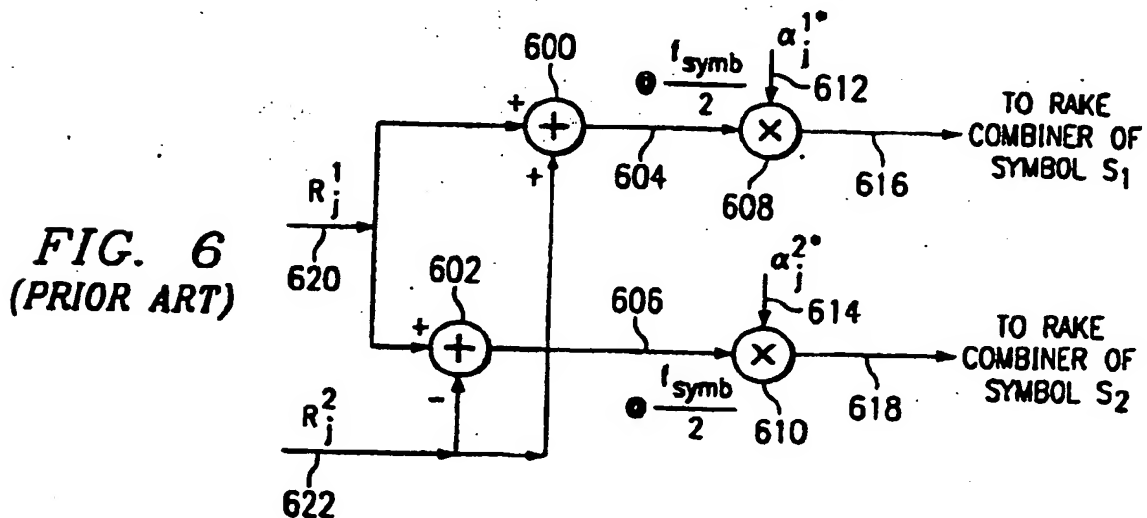 FIG. 6
(PRIOR ART)
600
+
+
+
R_j^1
620
602
+
+
-
R_j^2
622
604
@ f_symb / 2
α_j^1*
612
×
608
616
TO RAKE
COMBINER OF
SYMBOL S_1
606
@ f_symb / 2
α_j^2*
614
×
610
618
TO RAKE
COMBINER OF
SYMBOL S_2